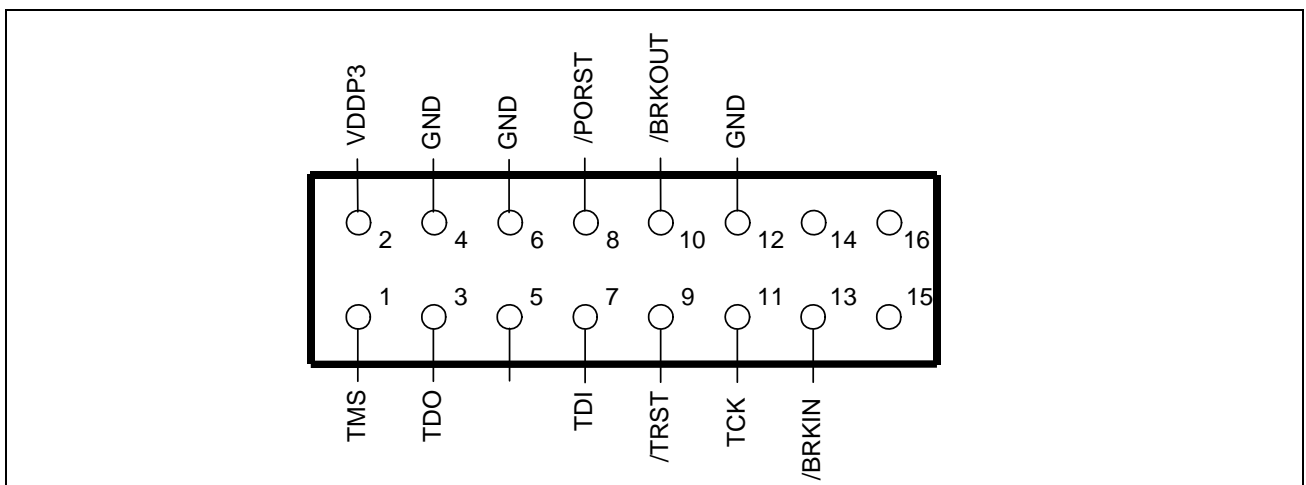 VDDP3
GND
GND
/PORST
/BRKOUT
GND
2
4
6
8
10
12
14
16
1
3
5
7
9
11
13
15
TMS
TDO
TDI
/TRST
TCK
/BRKIN